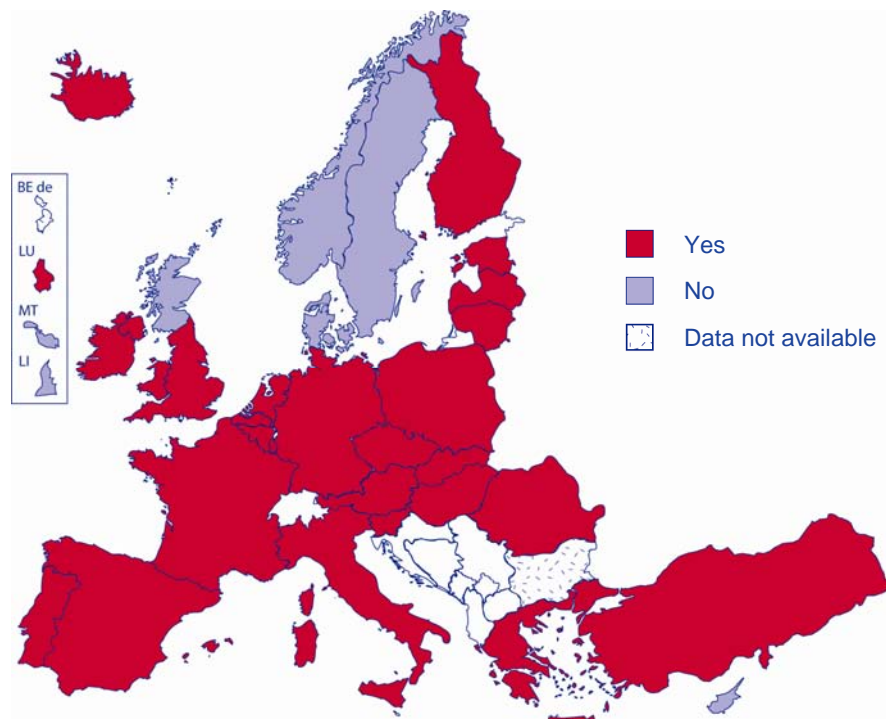 BE de
LU
MT
LI
Yes
No
Data not available